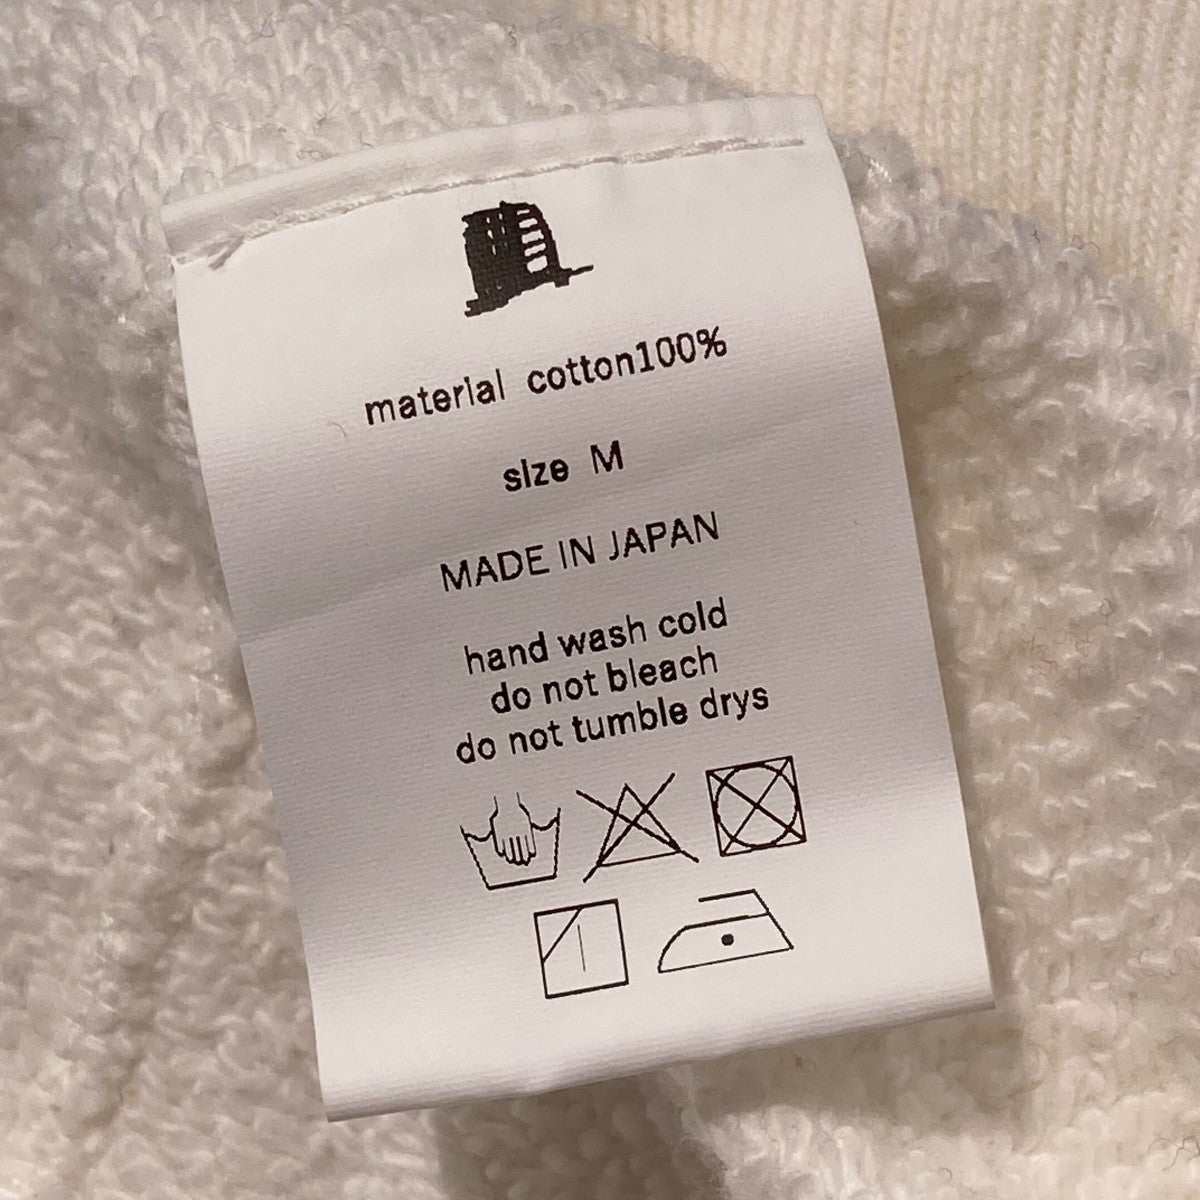 material cotton100%
size M
MADE IN JAPAN
hand wash cold
do not bleach
do not tumble drys